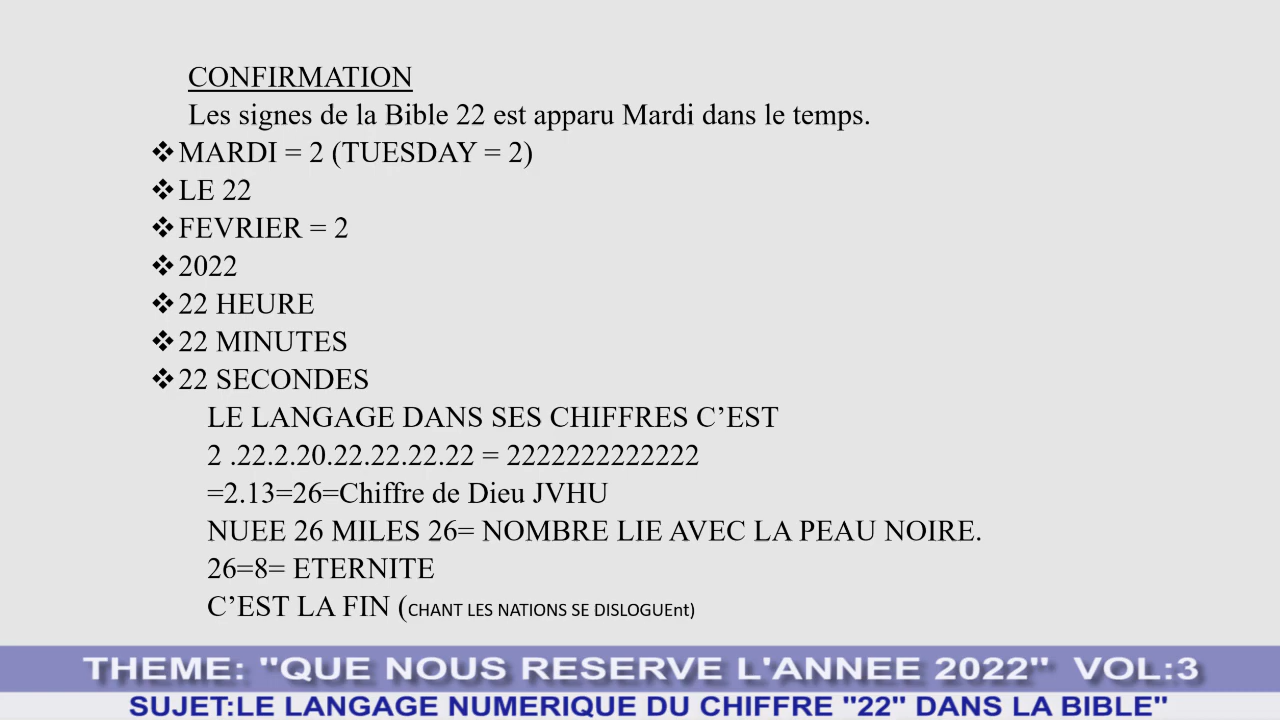 CONFIRMATION
Les signes de la Bible 22 est apparu Mardi dans le temps.
❖MARDI = 2 (TUESDAY = 2)
❖LE 22
❖FEVRIER = 2
❖2022
❖22 HEURE
❖22 MINUTES
❖22 SECONDES
LE LANGAGE DANS SES CHIFFRES C’EST
2 .22.2.20.22.22.22.22 = 2222222222222
=2.13=26=Chiffre de Dieu JVHU
NUEE 26 MILES 26= NOMBRE LIE AVEC LA PEAU NOIRE.
26=8= ETERNITE
C’EST LA FIN (CHANT LES NATIONS SE DISLOGUEnt)
THEME: "QUE NOUS RESERVE L'ANNEE 2022" VOL:3
SUJET:LE LANGAGE NUMERIQUE DU CHIFFRE "22" DANS LA BIBLE"